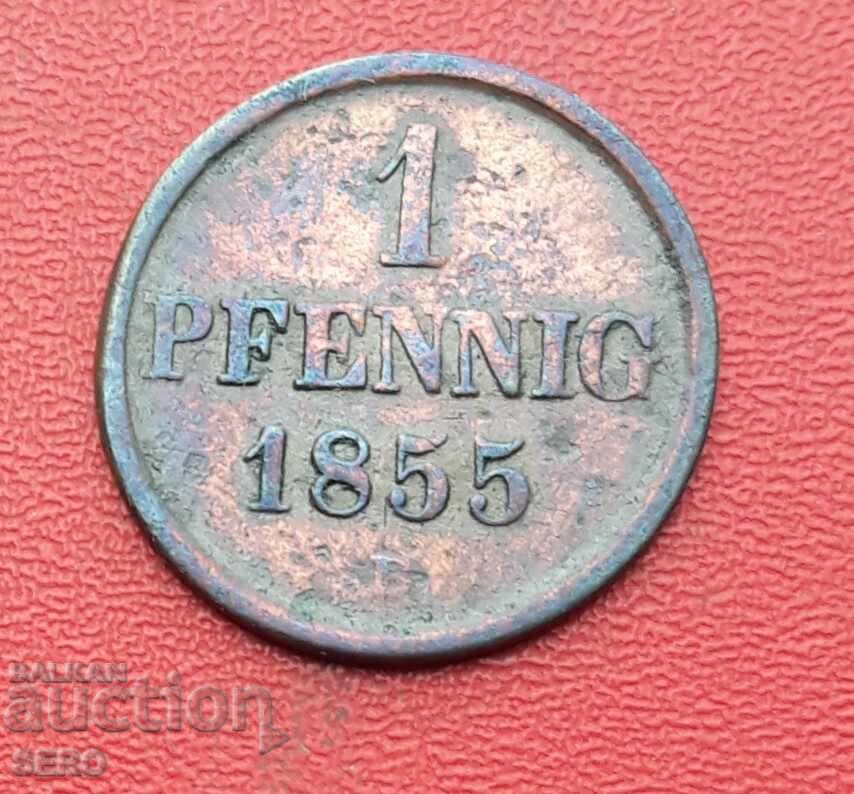 1
PFENNIG
1855
B
BALKAN
auction
SERO